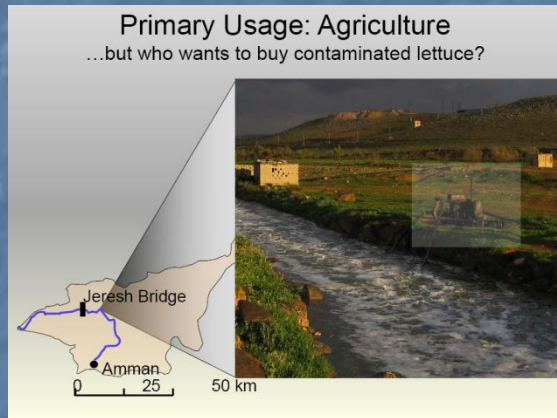 Primary Usage: Agriculture
…but who wants to buy contaminated lettuce?
Jeresh Bridge
Amman
0 25 50 km